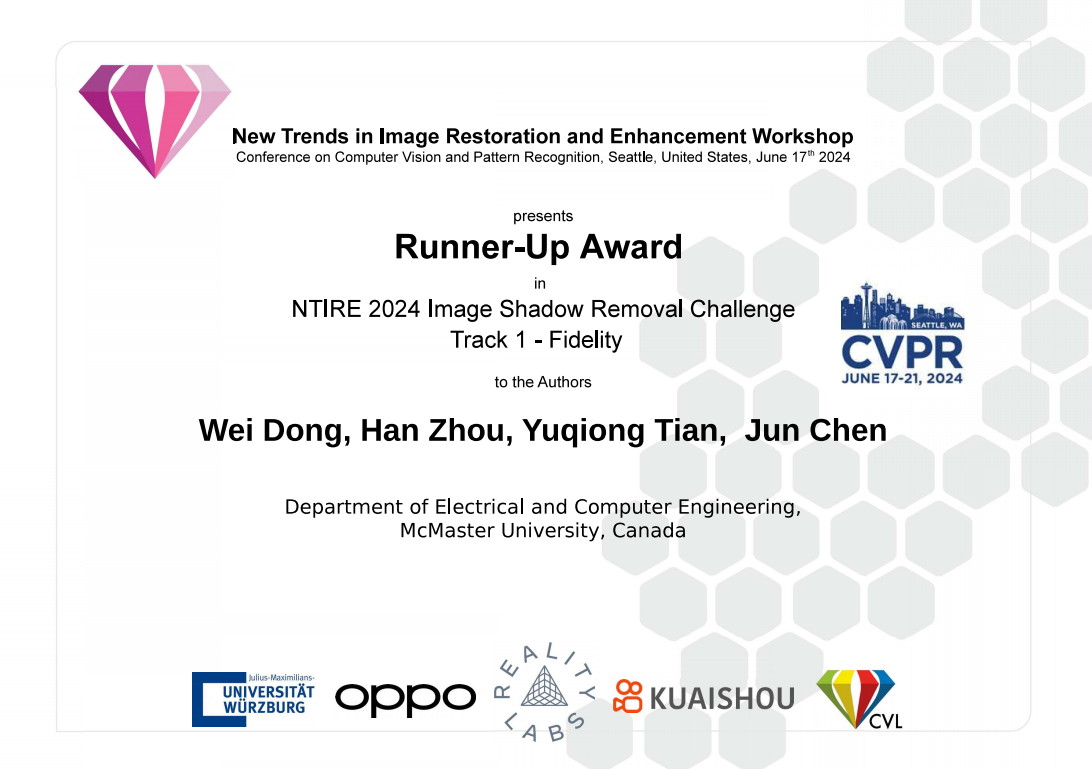 New Trends in Image Restoration and Enhancement Workshop
Conference on Computer Vision and Pattern Recognition, Seattle, United States, June 17th 2024
presents
Runner-Up Award
in
NTIRE 2024 Image Shadow Removal Challenge
Track 1 - Fidelity
SEATTLE, WA
CVPR
JUNE 17-21, 2024
to the Authors
Wei Dong, Han Zhou, Yuqiong Tian,  Jun Chen
Department of Electrical and Computer Engineering,
McMaster University, Canada
Julius-Maximilians-
UNIVERSITÄT
WÜRZBURG
oppo
REALITY
LABS
KUAISHOU
CVL